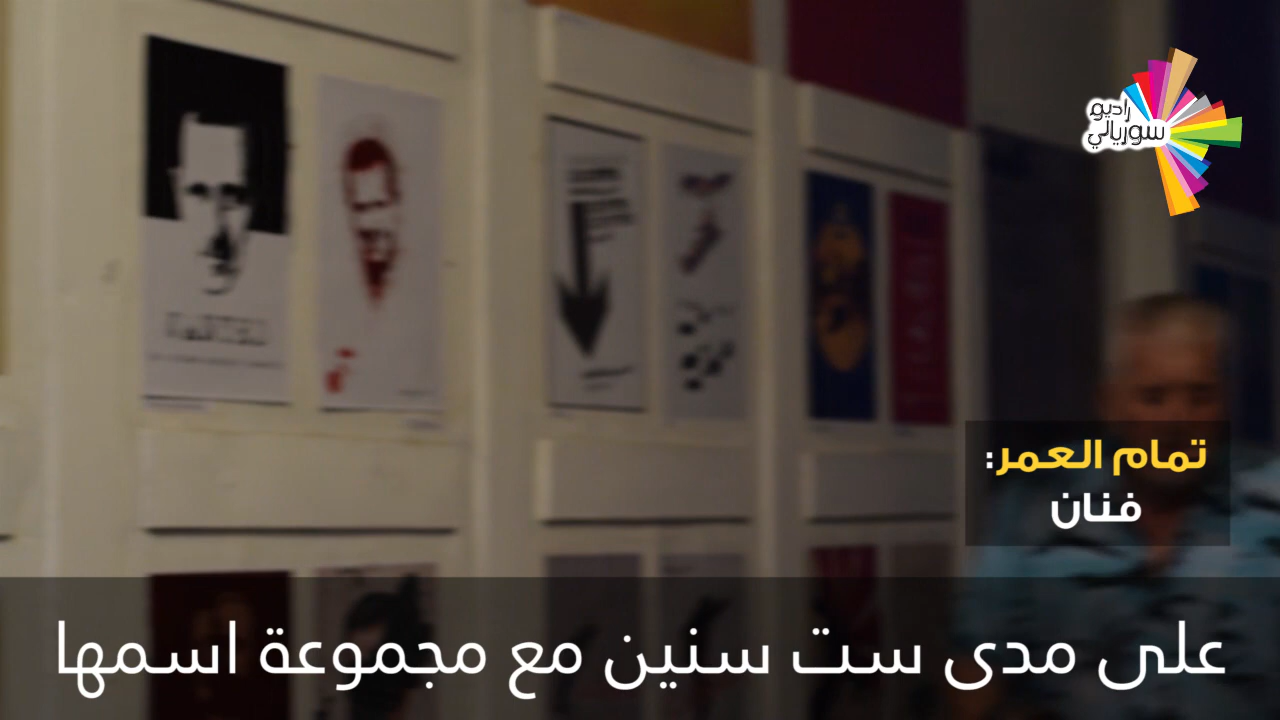 راديو
سوريالي
تمام العمر:
فنان
على مدى ست سنين مع مجموعة اسمها